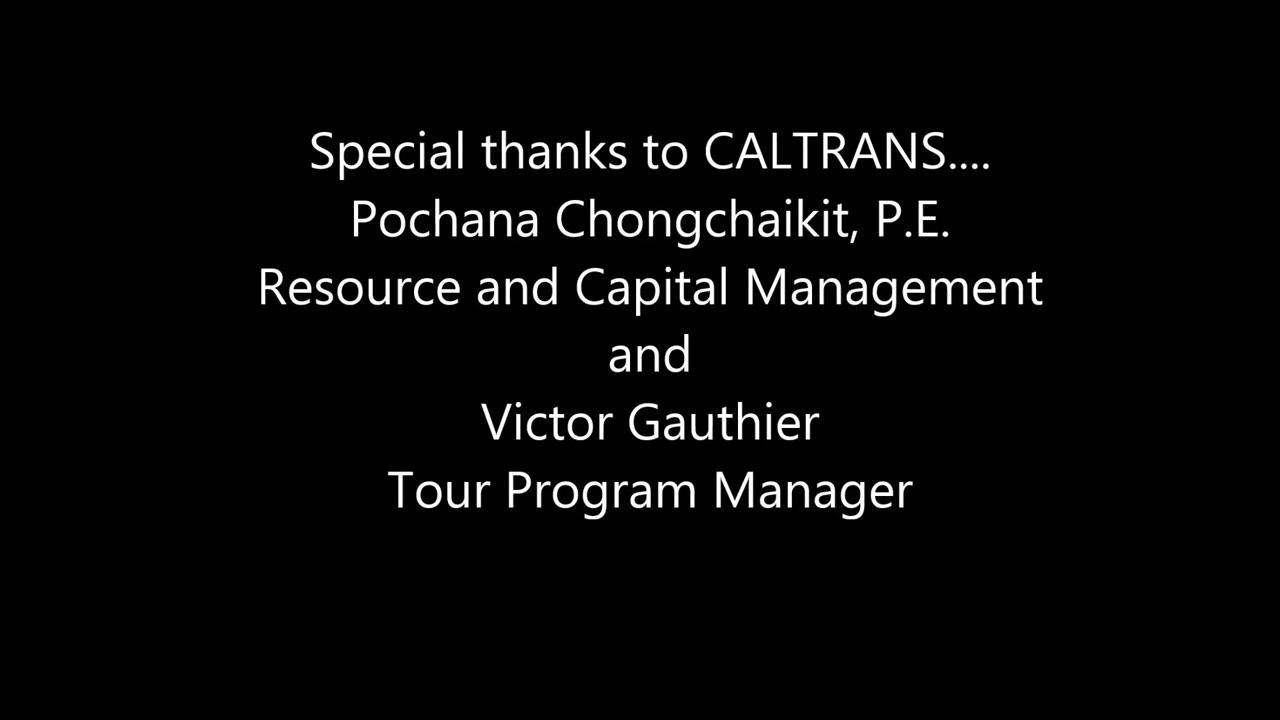 Special thanks to CALTRANS....
Pochana Chongchaikit, P.E.
Resource and Capital Management
and
Victor Gauthier
Tour Program Manager